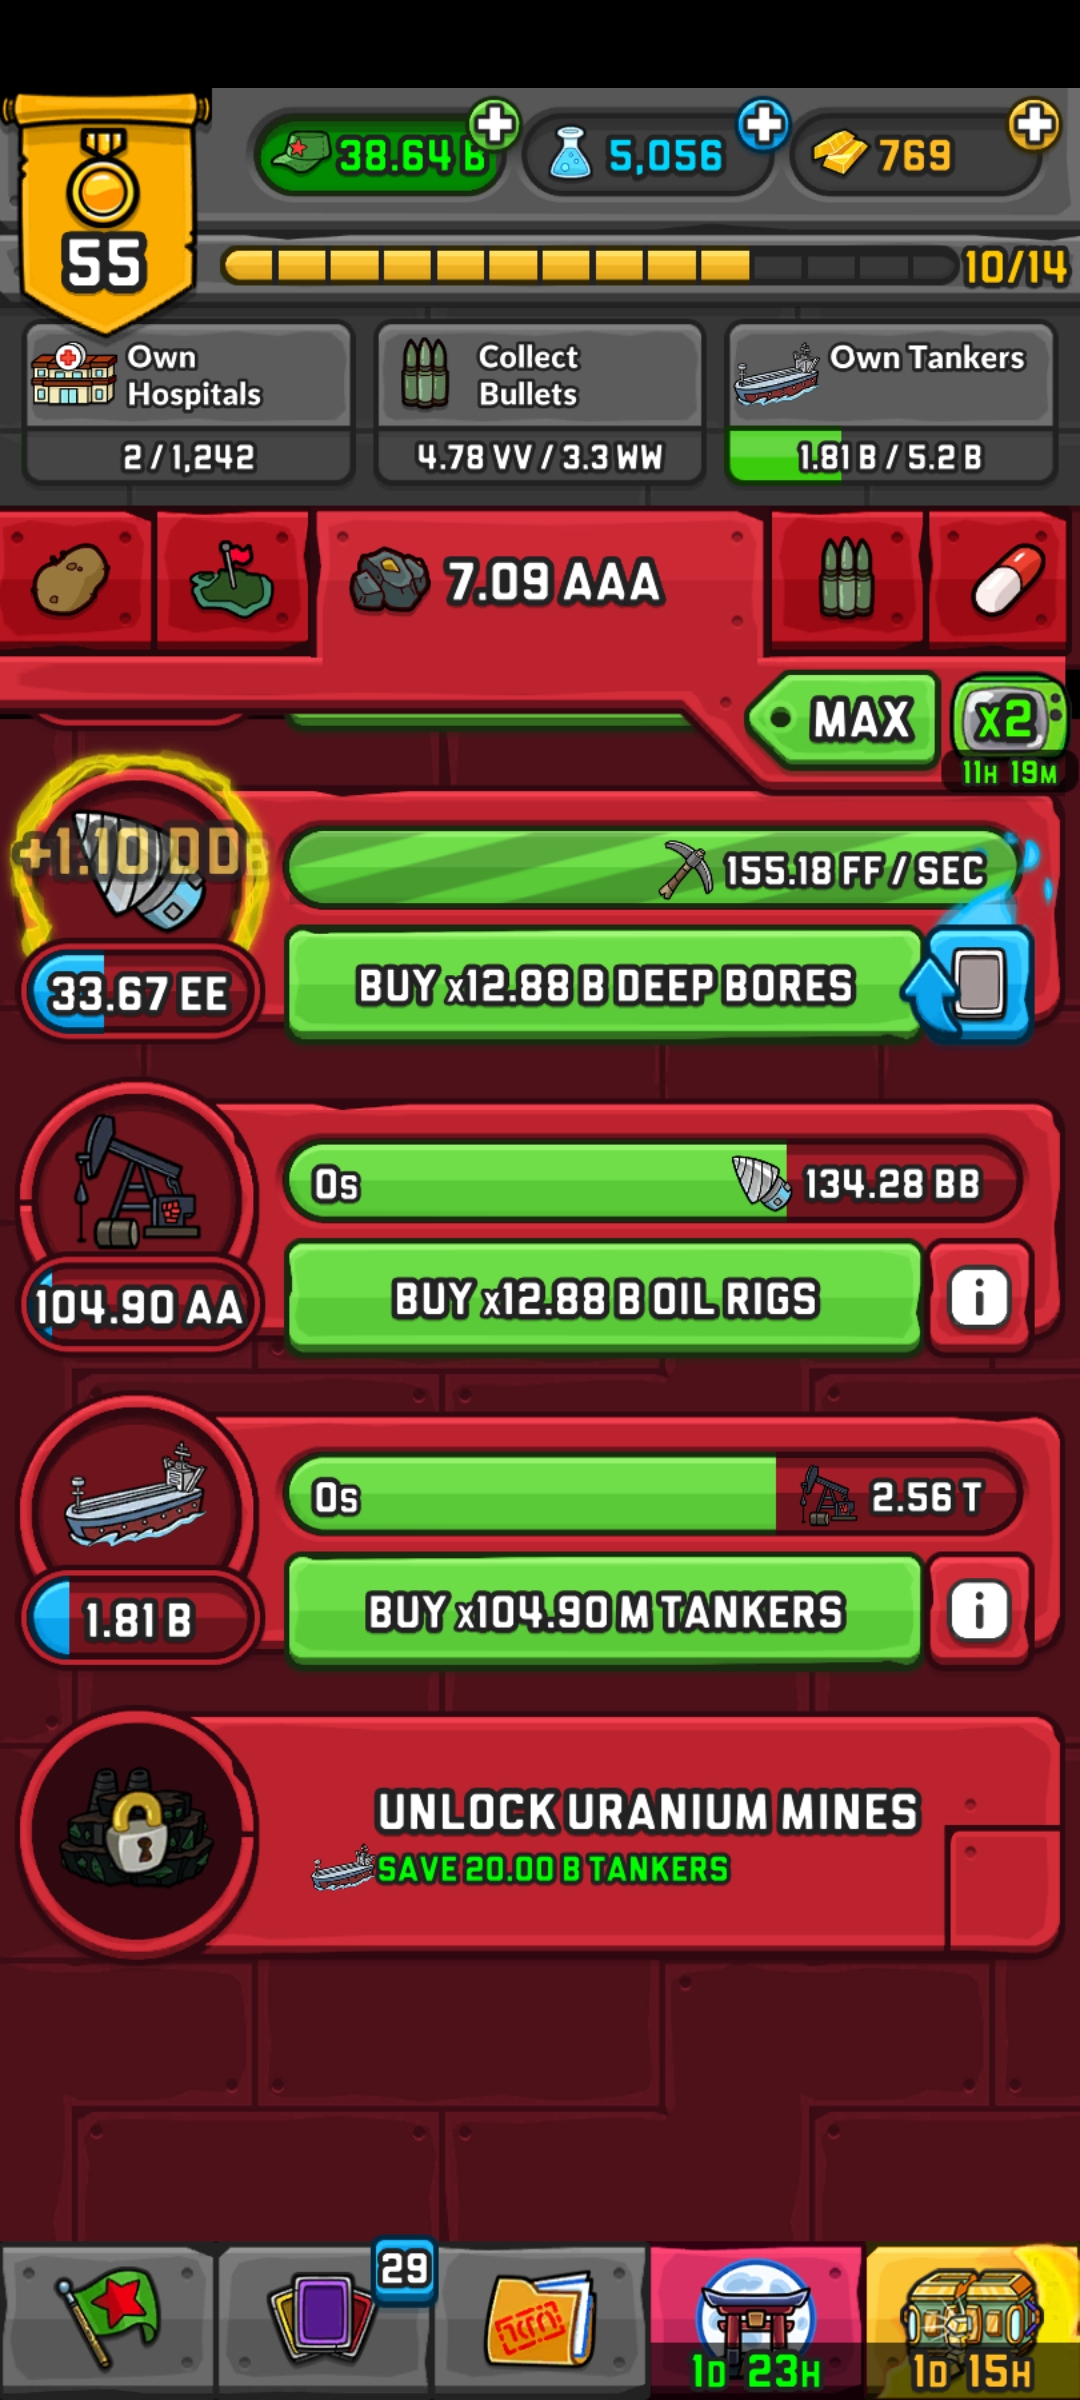 38.64 B
5,056
769
55
10/14
Own
Hospitals
2 / 1,242
Collect
Bullets
4.78 VV / 3.3 WW
Own Tankers
1.81 B / 5.2 B
7.09 AAA
MAX
x2
11H 19M
+1.10 DD
155.18 FF / SEC
33.67 EE
BUY x12.88 B DEEP BORES
0s
134.28 BB
104.90 AA
BUY x12.88 B OIL RIGS
i
0s
2.56 T
1.81 B
BUY x104.90 M TANKERS
i
UNLOCK URANIUM MINES
SAVE 20.00 B TANKERS
29
1D 23H
1D 15H